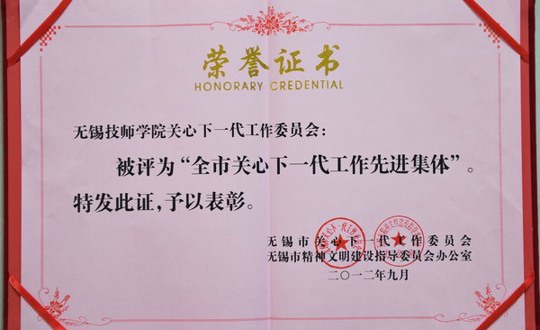 荣誉证书
HONORARY CREDENTIAL
无锡技师学院关心下一代工作委员会：
被评为“全市关心下一代工作先进集体”。
特发此证，予以表彰。
无锡市关心下一代工作委员会
无锡市精神文明建设指导委员会办公室
二〇一二年九月